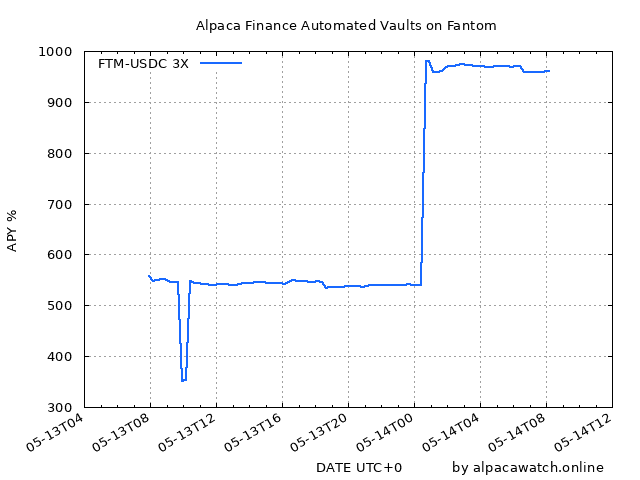 Alpaca Finance Automated Vaults on Fantom
FTM-USDC 3X
1000
900
800
700
600
500
400
300
APY %
05-13T04
05-13T08
05-13T12
05-13T16
05-13T20
05-14T00
05-14T04
05-14T08
05-14T12
DATE UTC+0
by alpacawatch.online